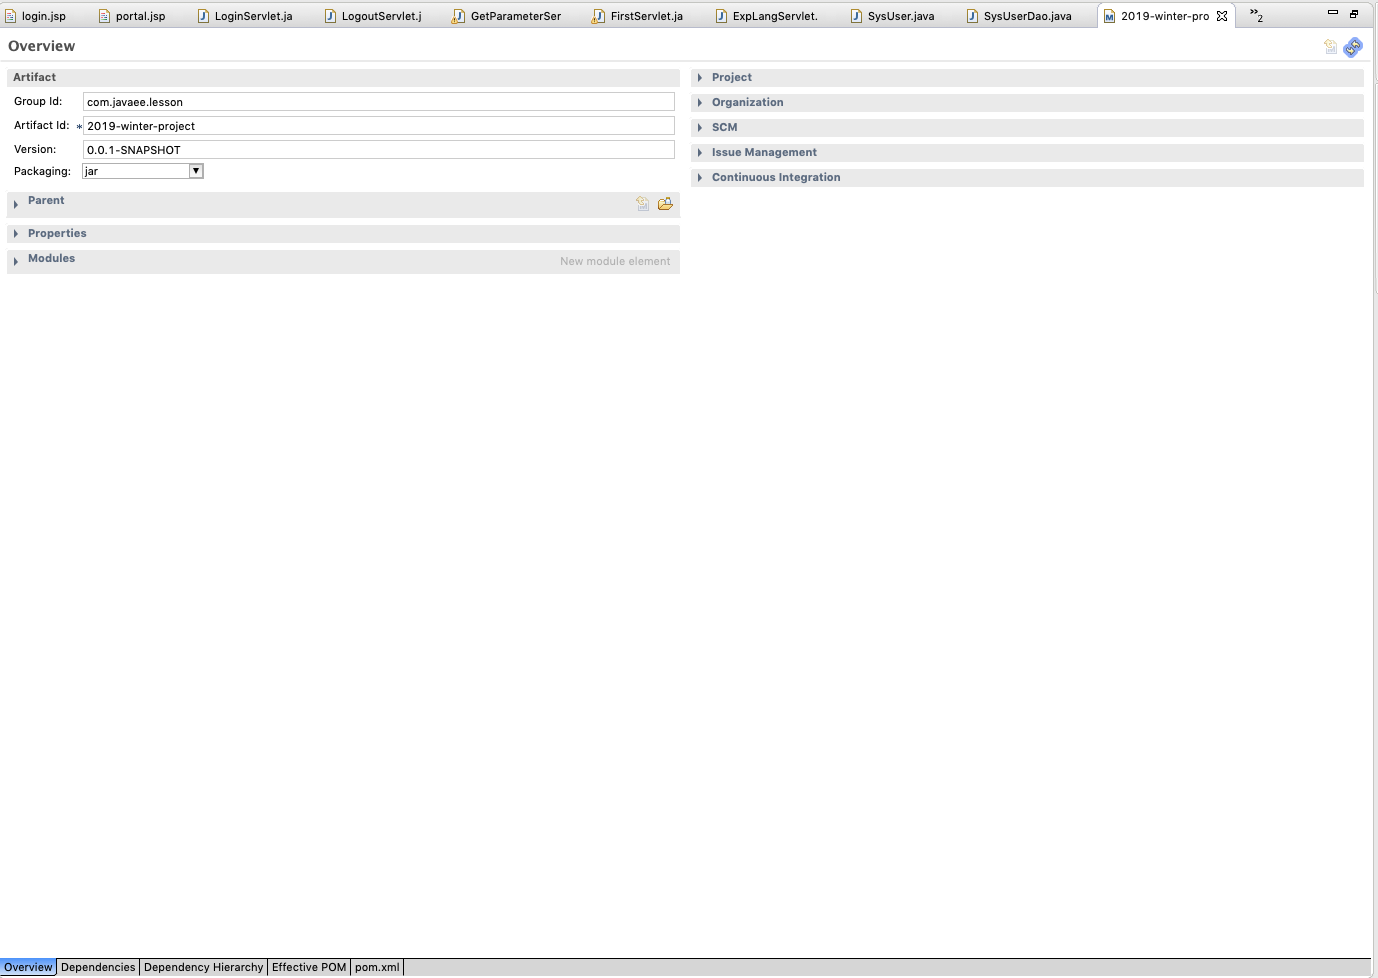 login.jsp portal.jsp LoginServlet.ja LogoutServlet.j GetParameterSer FirstServlet.ja ExpLangServlet. SysUser.java SysUserDao.java 2019-winter-pro »2
Overview
Artifact
Group Id: com.javaee.lesson
Artifact Id: * 2019-winter-project
Version: 0.0.1-SNAPSHOT
Packaging: jar
Parent
Properties
Modules New module element
Project
Organization
SCM
Issue Management
Continuous Integration
Overview Dependencies Dependency Hierarchy Effective POM pom.xml